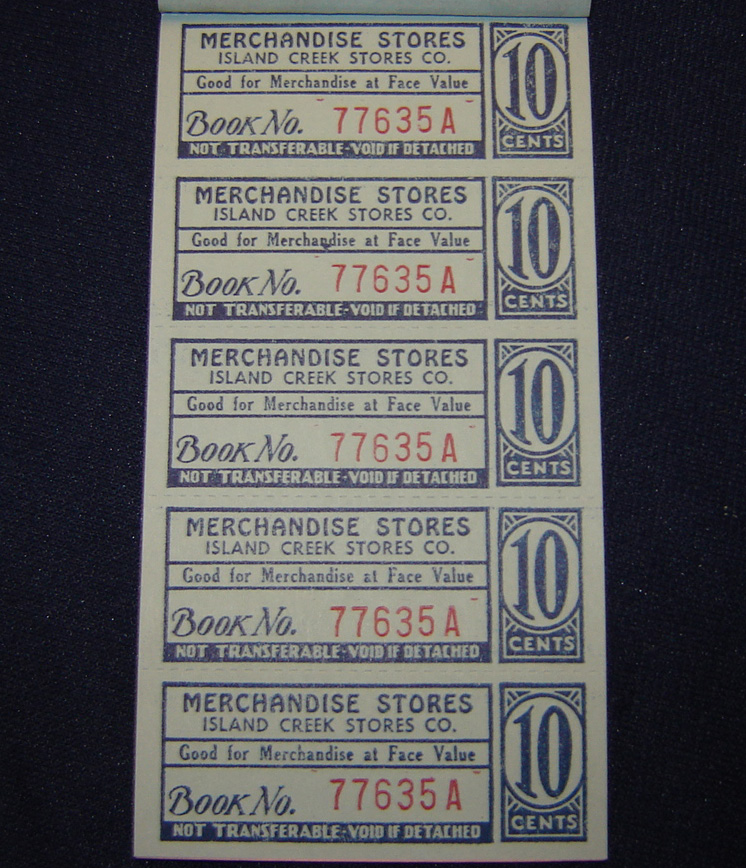 MERCHANDISE STORES
ISLAND CREEK STORES CO.
Good for Merchandise at Face Value
Book No. 77635A
NOT TRANSFERABLE-VOID IF DETACHED
10
CENTS
MERCHANDISE STORES
ISLAND CREEK STORES CO.
Good for Merchandise at Face Value
Book No. 77635A
NOT TRANSFERABLE-VOID IF DETACHED
10
CENTS
MERCHANDISE STORES
ISLAND CREEK STORES CO.
Good for Merchandise at Face Value
Book No. 77635A
NOT TRANSFERABLE-VOID IF DETACHED
10
CENTS
MERCHANDISE STORES
ISLAND CREEK STORES CO.
Good for Merchandise at Face Value
Book No. 77635A
NOT TRANSFERABLE-VOID IF DETACHED
10
CENTS
MERCHANDISE STORES
ISLAND CREEK STORES CO.
Good for Merchandise at Face Value
Book No. 77635A
NOT TRANSFERABLE-VOID IF DETACHED
10
CENTS